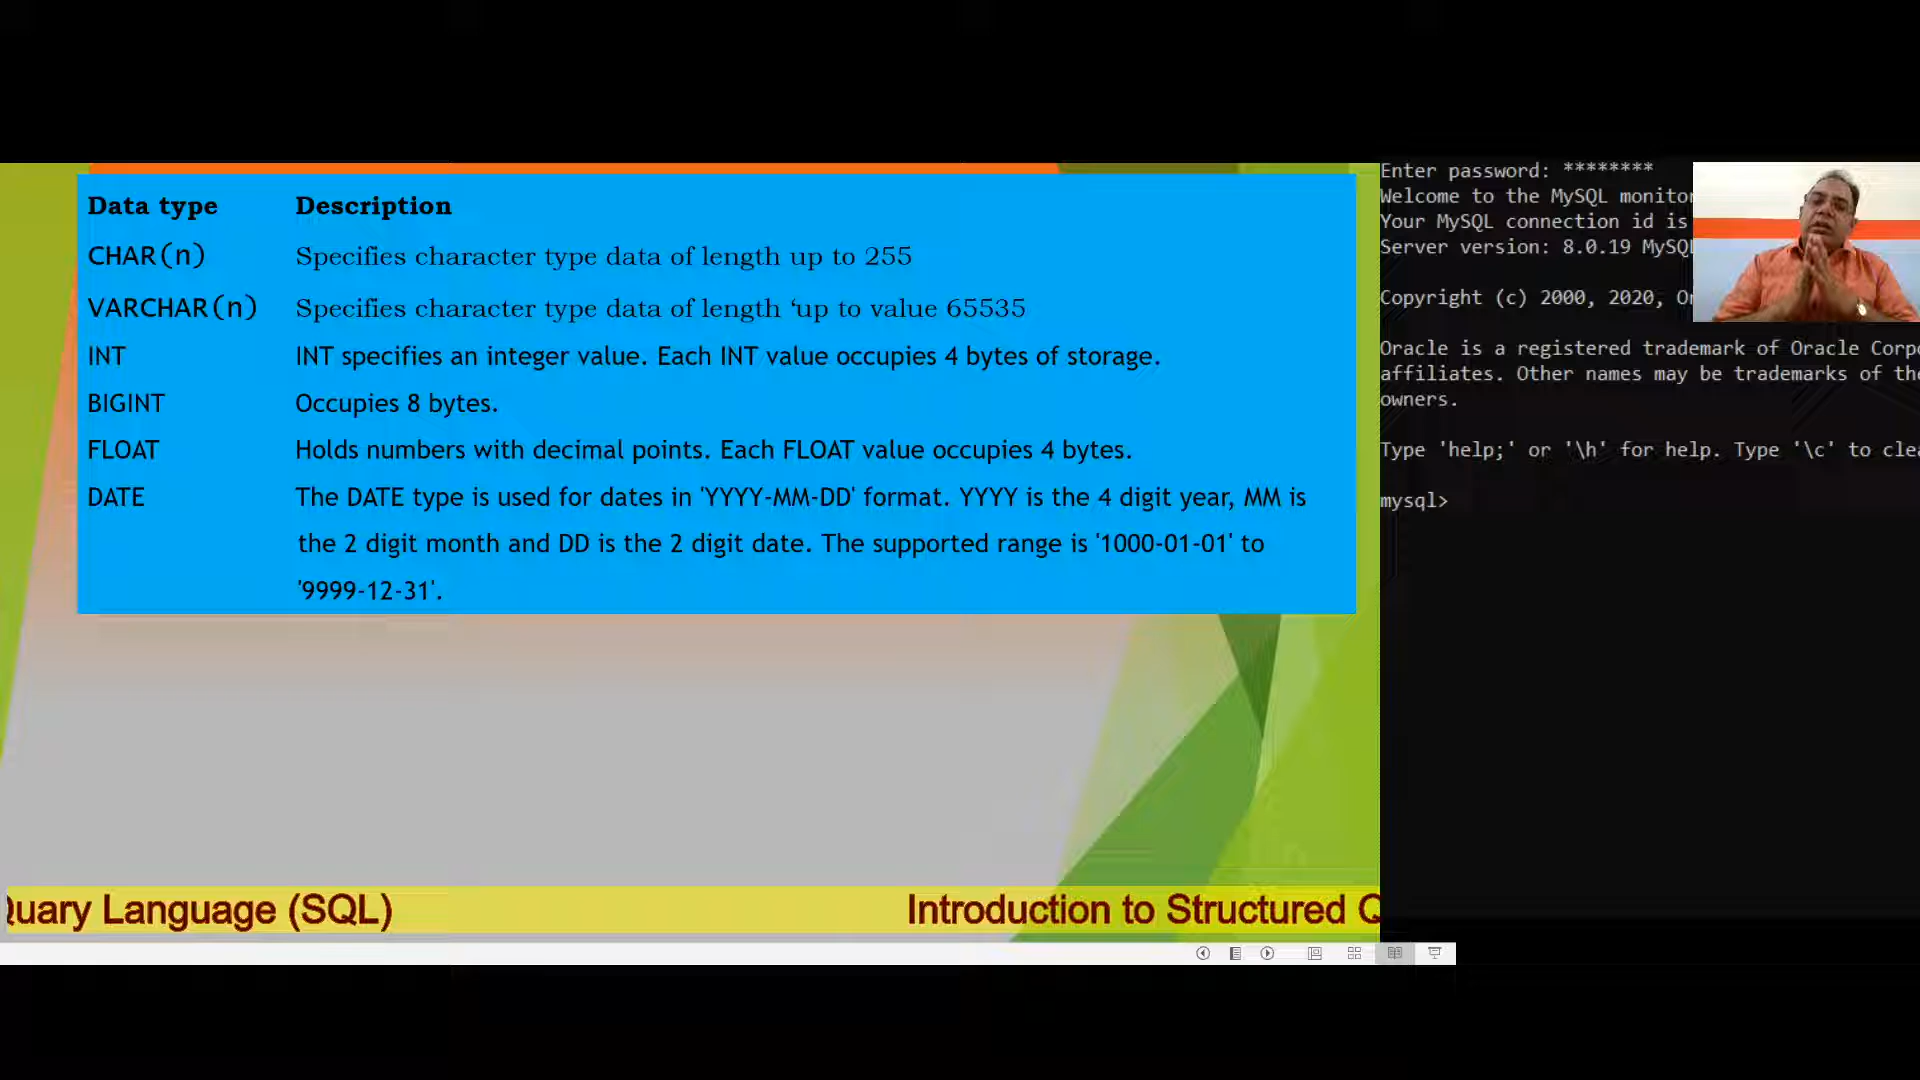 Data type Description
CHAR(n) Specifies character type data of length up to 255
VARCHAR(n) Specifies character type data of length ‘up to value 65535
INT INT specifies an integer value. Each INT value occupies 4 bytes of storage.
BIGINT Occupies 8 bytes.
FLOAT Holds numbers with decimal points. Each FLOAT value occupies 4 bytes.
DATE The DATE type is used for dates in 'YYYY-MM-DD' format. YYYY is the 4 digit year, MM is
the 2 digit month and DD is the 2 digit date. The supported range is '1000-01-01' to
'9999-12-31'.
Quary Language (SQL) Introduction to Structured Q
Enter password: ********
Welcome to the MySQL monitor
Your MySQL connection id is
Server version: 8.0.19 MySQL
Copyright (c) 2000, 2020, Or
Oracle is a registered trademark of Oracle Corpo
affiliates. Other names may be trademarks of the
owners.
Type 'help;' or '\h' for help. Type '\c' to clea
mysql>